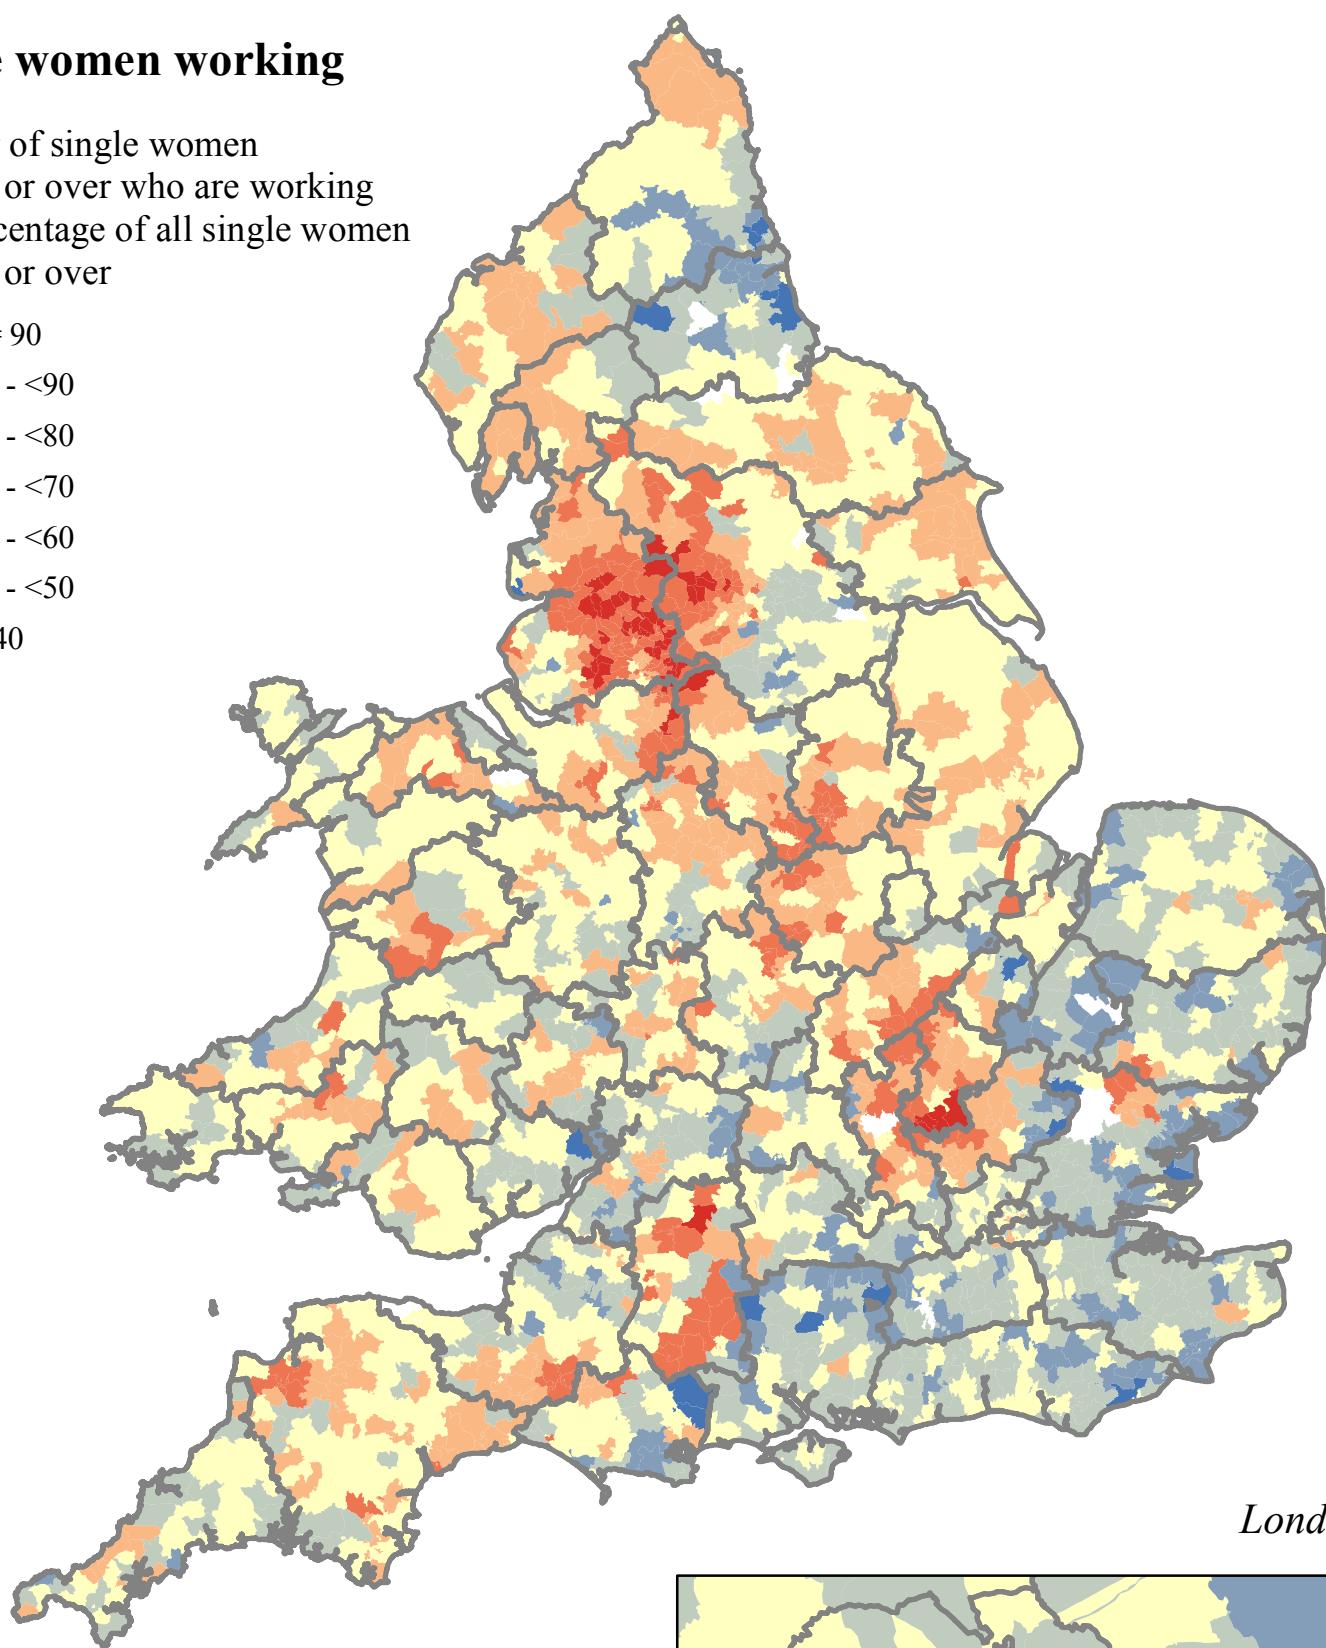 e women working
of single women
or over who are working
centage of all single women
or over
= 90
- <90
- <80
- <70
- <60
- <50
40
Lond